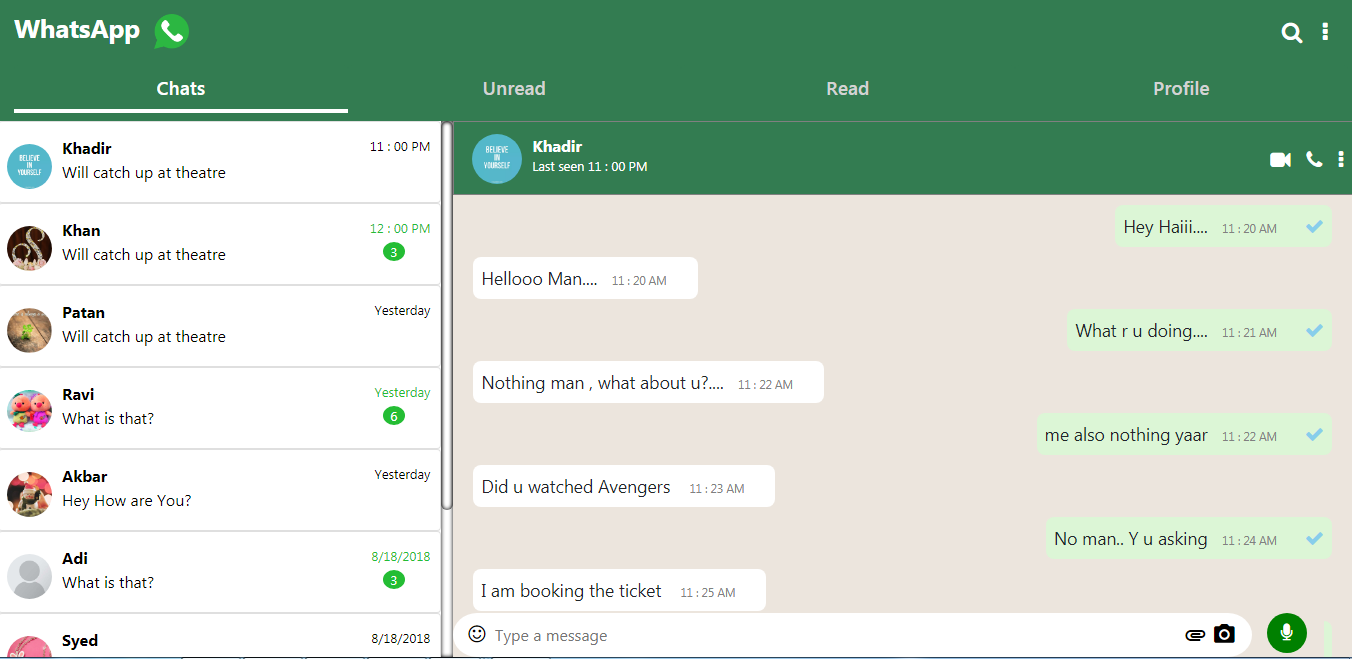 WhatsApp
Chats
Unread
Read
Profile
Khadir
11 : 00 PM
Will catch up at theatre
Khan
12 : 00 PM
Will catch up at theatre
3
Patan
Yesterday
Will catch up at theatre
Ravi
Yesterday
What is that?
6
Akbar
Yesterday
Hey How are You?
Adi
8/18/2018
What is that?
3
Syed
8/18/2018
BELIEVE
IN
YOURSELF
BELIEVE
IN
YOURSELF
Khadir
Last seen 11 : 00 PM
Hey Haiii.... 11 : 20 AM
Hellooo Man.... 11 : 20 AM
What r u doing.... 11 : 21 AM
Nothing man , what about u?.... 11 : 22 AM
me also nothing yaar 11 : 22 AM
Did u watched Avengers 11 : 23 AM
No man.. Y u asking 11 : 24 AM
I am booking the ticket 11 : 25 AM
Type a message